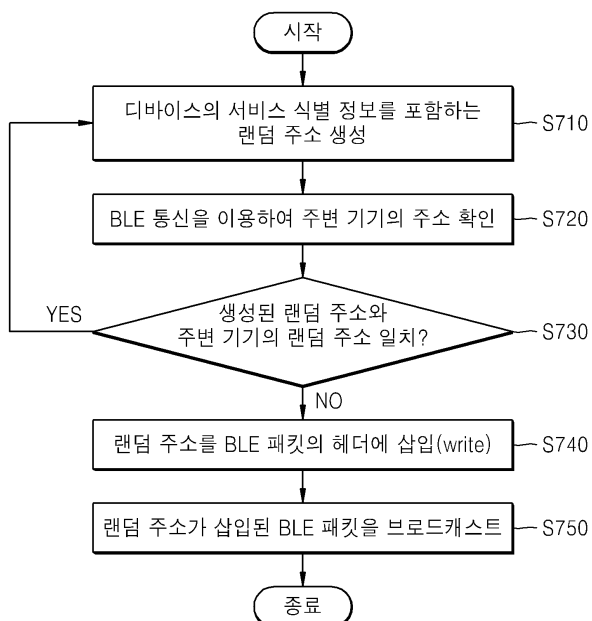 시작
디바이스의 서비스 식별 정보를 포함하는
랜덤 주소 생성
S710
BLE 통신을 이용하여 주변 기기의 주소 확인
S720
YES
생성된 랜덤 주소와
주변 기기의 랜덤 주소 일치?
S730
NO
랜덤 주소를 BLE 패킷의 헤더에 삽입(write)
S740
랜덤 주소가 삽입된 BLE 패킷을 브로드캐스트
S750
종료